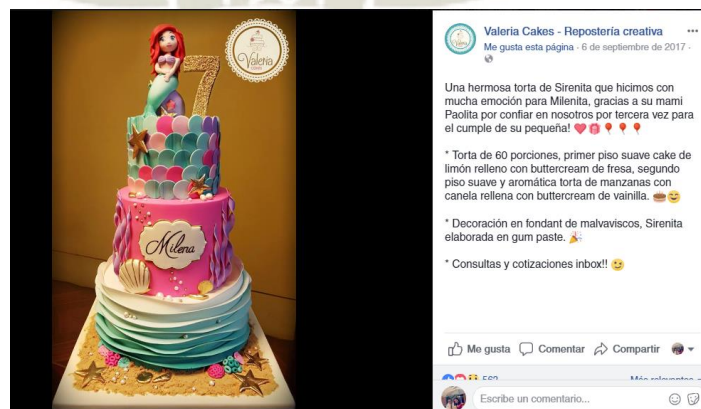 7
Valeria
Milena
Valeria Cakes - Repostería creativa
Me gusta esta página · 6 de septiembre de 2017 ·
Una hermosa torta de Sirenita que hicimos con
mucha emoción para Milenita, gracias a su mami
Paolita por confiar en nosotros por tercera vez para
el cumple de su pequeña! 💖🎁🎈🎈🎈
* Torta de 60 porciones, primer piso suave cake de
limón relleno con buttercream de fresa, segundo
piso suave y aromática torta de manzanas con
canela rellena con buttercream de vainilla. 🍔😋
* Decoración en fondant de malvaviscos, Sirenita
elaborada en gum paste. 🎉
* Consultas y cotizaciones inbox!! 😉
Me gusta Comentar Compartir
562 Más relevantes
Escribe un comentario...